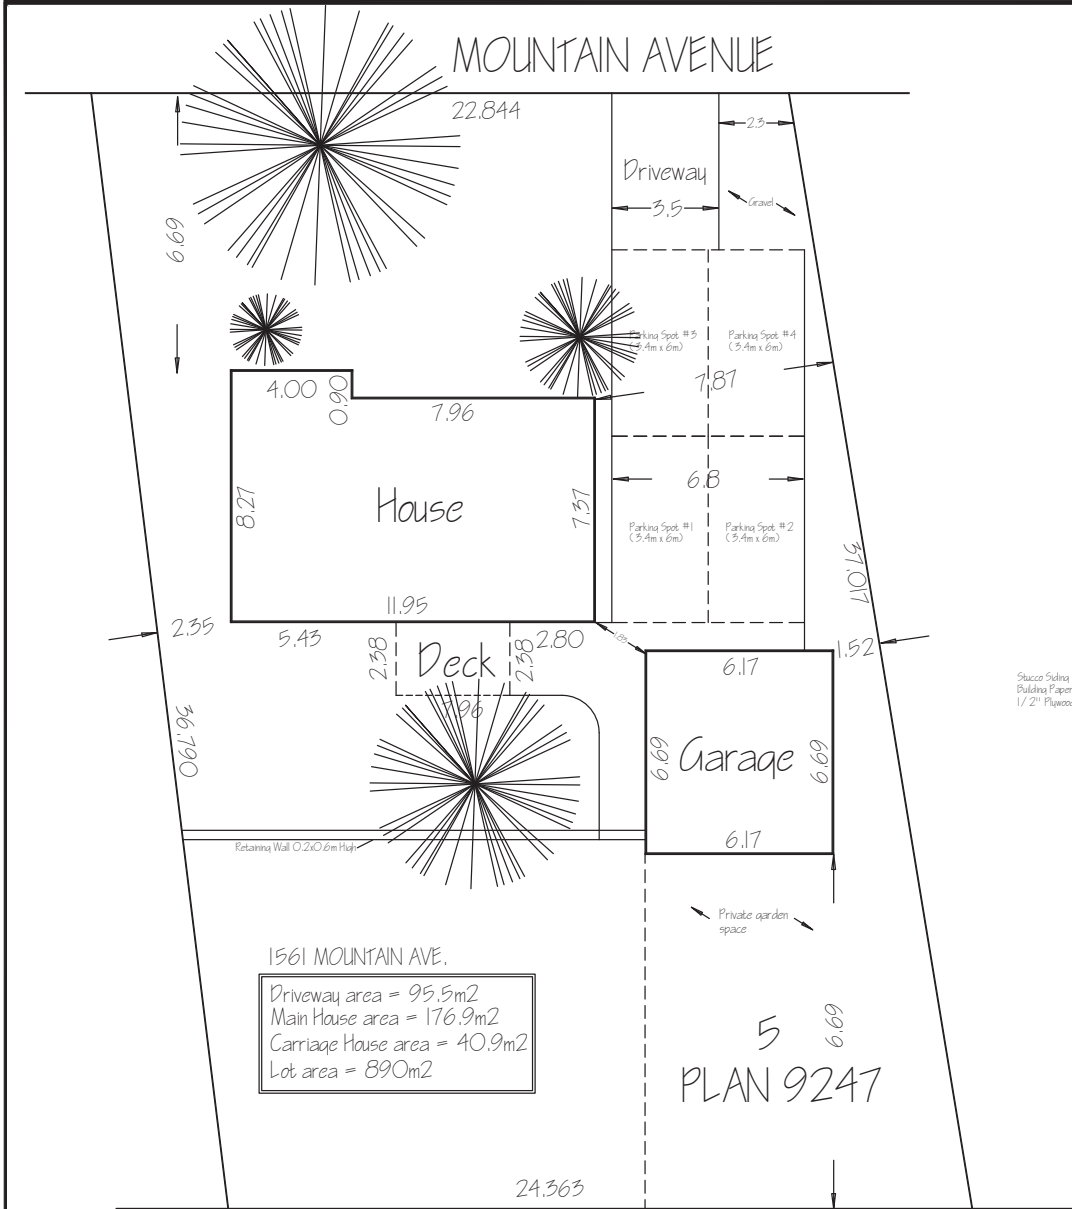 MOUNTAIN AVENUE
22.844
2.3
Driveway
3.5
Gravel
6.69
Parking Spot #3
(3.4m x 6m)
Parking Spot #4
(3.4m x 6m)
7.87
4.00
0.90
7.96
6.8
House
8.27
7.37
Parking Spot #1
(3.4m x 6m)
Parking Spot #2
(3.4m x 6m)
37.017
11.95
2.35
5.43
2.38
Deck
2.38
2.80
1.83
1.52
6.17
Stucco Siding
Building Paper
1/2" Plywood
7.96
36.790
6.69
Garage
6.69
6.17
Retaining Wall 0.2x0.6m High
Private garden
space
1561 MOUNTAIN AVE.
Driveway area = 95.5m2
Main House area = 176.9m2
Carriage House area = 40.9m2
Lot area = 890m2
5
6.69
PLAN 9247
24.363